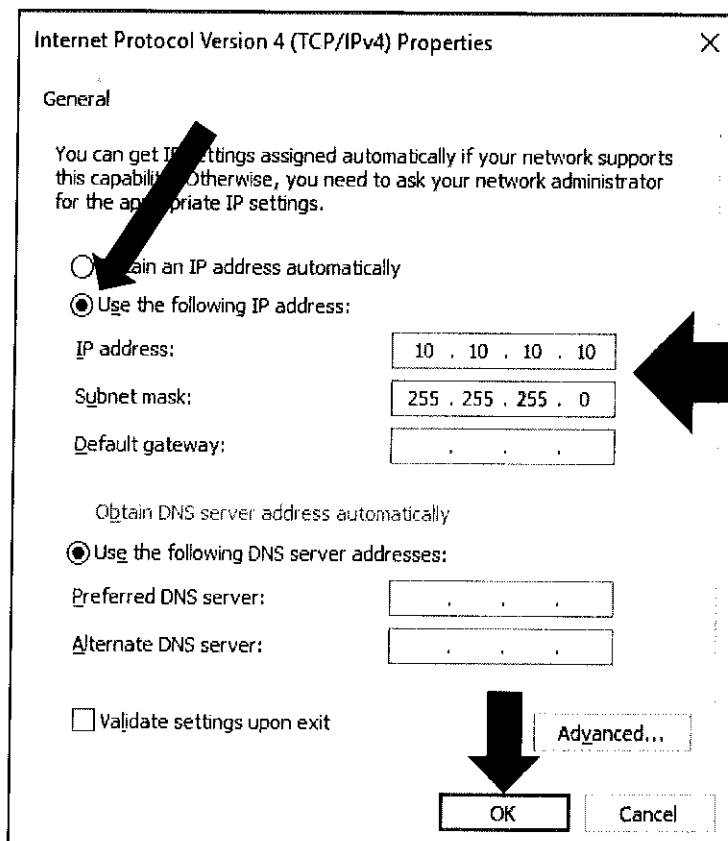 Internet Protocol Version 4 (TCP/IPv4) Properties
General
You can get IP settings assigned automatically if your network supports
this capability. Otherwise, you need to ask your network administrator
for the appropriate IP settings.
Obtain an IP address automatically
Use the following IP address:
IP address: 10 . 10 . 10 . 10
Subnet mask: 255 . 255 . 255 . 0
Default gateway: . . .
Obtain DNS server address automatically
Use the following DNS server addresses:
Preferred DNS server: . . .
Alternate DNS server: . . .
Validate settings upon exit
Advanced...
OK Cancel